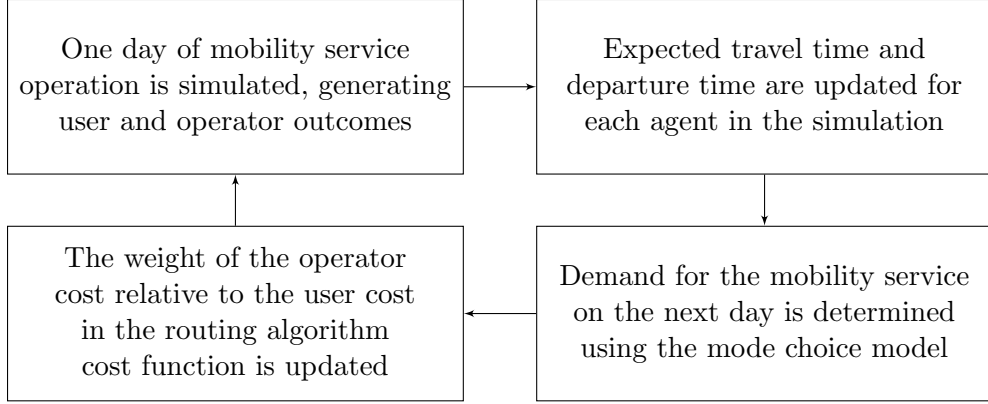 One day of mobility service
operation is simulated, generating
user and operator outcomes
Expected travel time and
departure time are updated for
each agent in the simulation
Demand for the mobility service
on the next day is determined
using the mode choice model
The weight of the operator
cost relative to the user cost
in the routing algorithm
cost function is updated